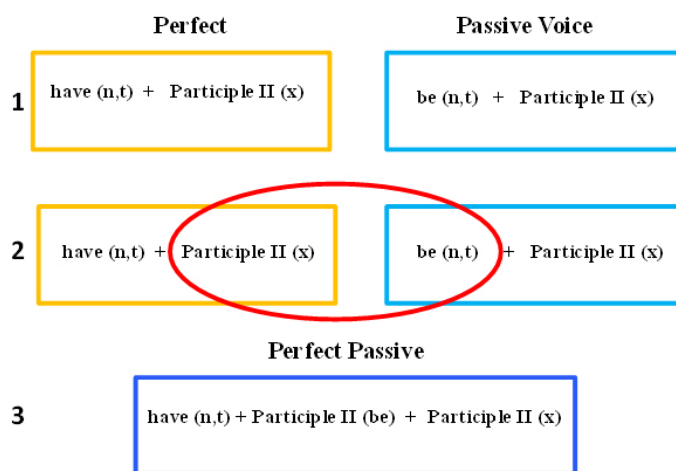 Perfect Passive Voice
1 have (n,t) + Participle II (x) be (n,t) + Participle II (x)
2 have (n,t) + Participle II (x) be (n,t) + Participle II (x)
Perfect Passive
3 have (n,t) + Participle II (be) + Participle II (x)